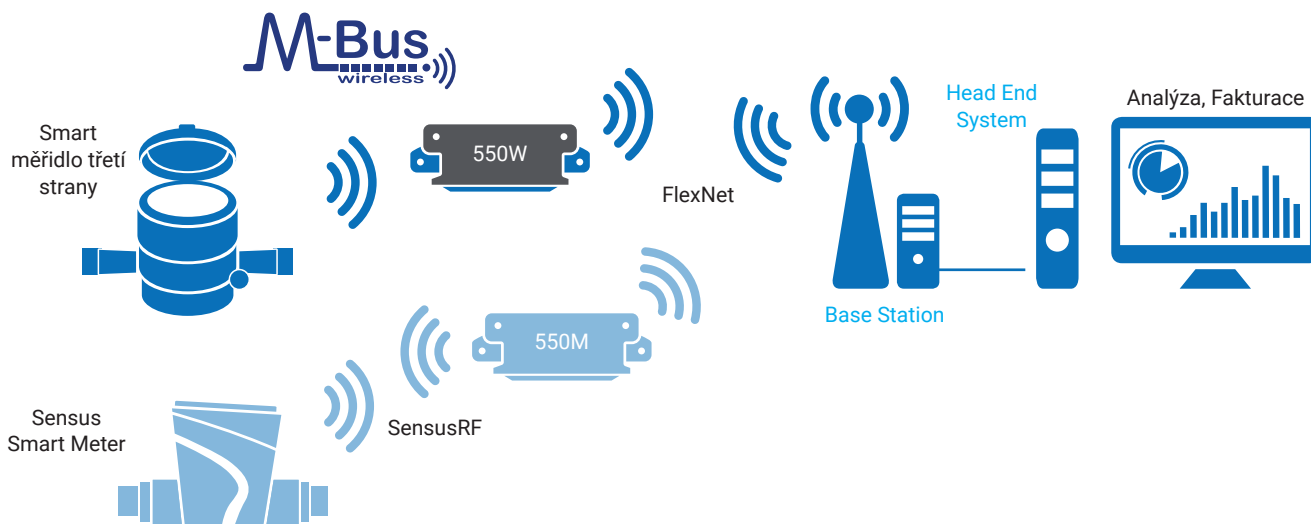 M-Bus
wireless
Smart
měřidlo třetí
strany
550W
FlexNet
Head End
System
Analýza, Fakturace
Base Station
550M
SensusRF
Sensus
Smart Meter